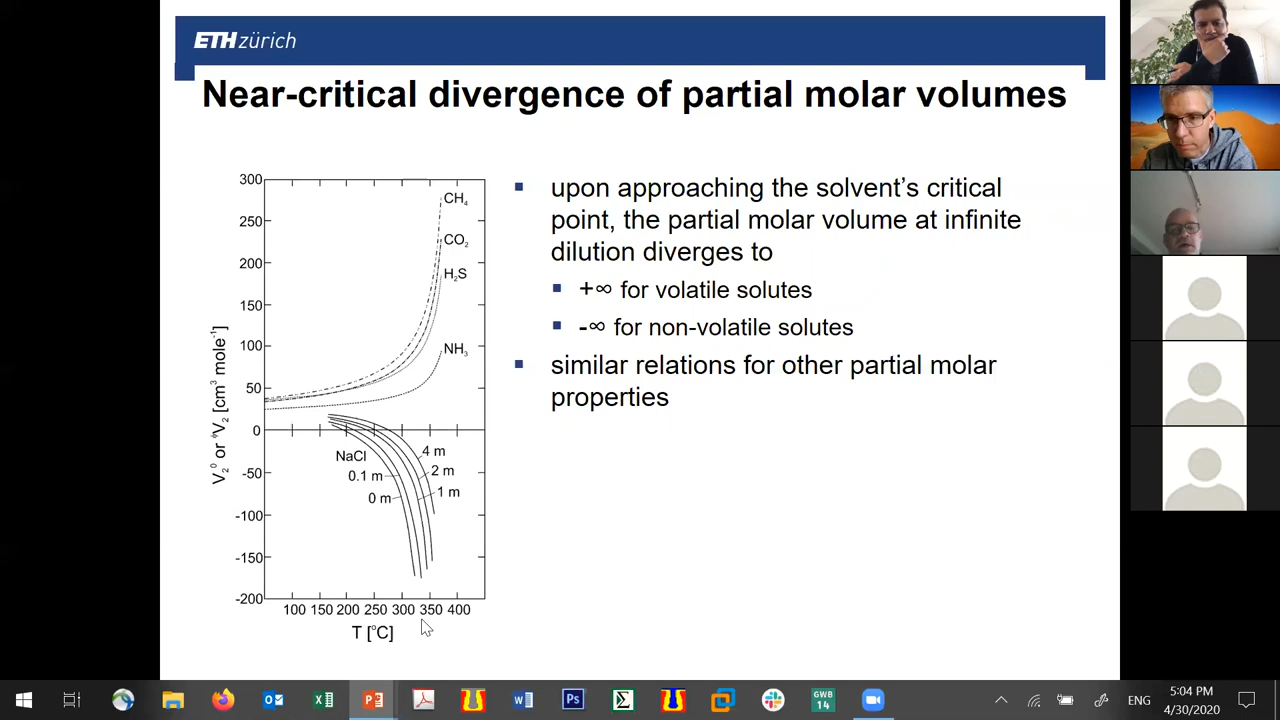 ETH zürich
Near-critical divergence of partial molar volumes
300
250
200
150
100
50
0
-50
-100
-150
-200
V₂⁰ or ᶲV₂ [cm³ mole⁻¹]
CH₄
CO₂
H₂S
NH₃
NaCl
4 m
2 m
0.1 m
1 m
0 m
100 150 200 250 300 350 400
T [°C]
▪ upon approaching the solvent’s critical
point, the partial molar volume at infinite
dilution diverges to
▪ +∞ for volatile solutes
▪ -∞ for non-volatile solutes
▪ similar relations for other partial molar
properties
GWB
14
ENG
5:04 PM
4/30/2020